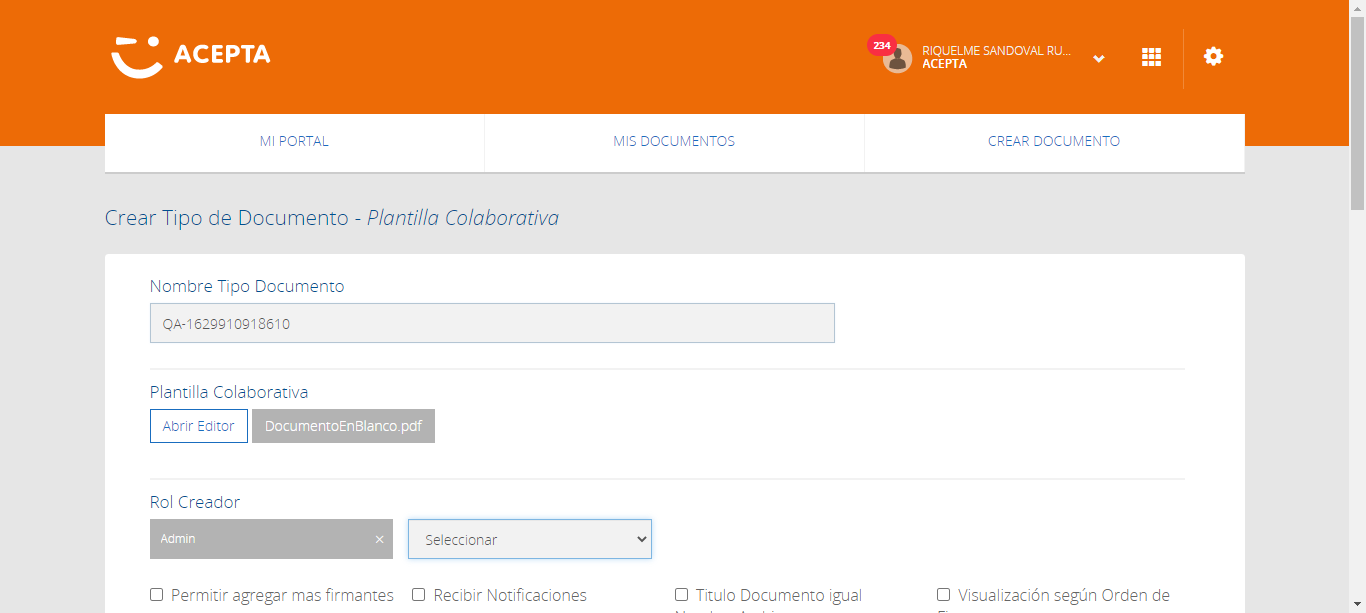 ACEPTA
234
RIQUELME SANDOVAL RU...
ACEPTA
MI PORTAL
MIS DOCUMENTOS
CREAR DOCUMENTO
Crear Tipo de Documento - Plantilla Colaborativa
Nombre Tipo Documento
QA-1629910918610
Plantilla Colaborativa
Abrir Editor
DocumentoEnBlanco.pdf
Rol Creador
Admin ×
Seleccionar
Permitir agregar mas firmantes
Recibir Notificaciones
Titulo Documento igual
Visualización según Orden de